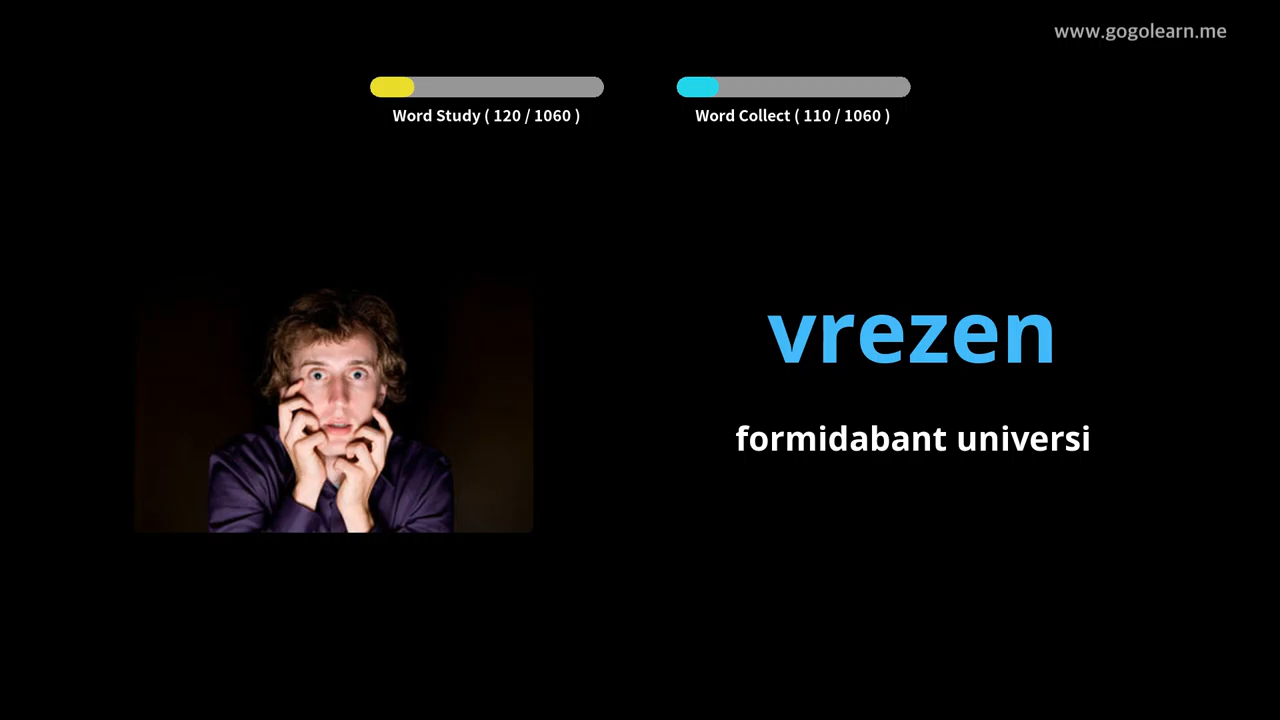 www.gogolearn.me
Word Study ( 120 / 1060 )
Word Collect ( 110 / 1060 )
vrezen
formidabant universi